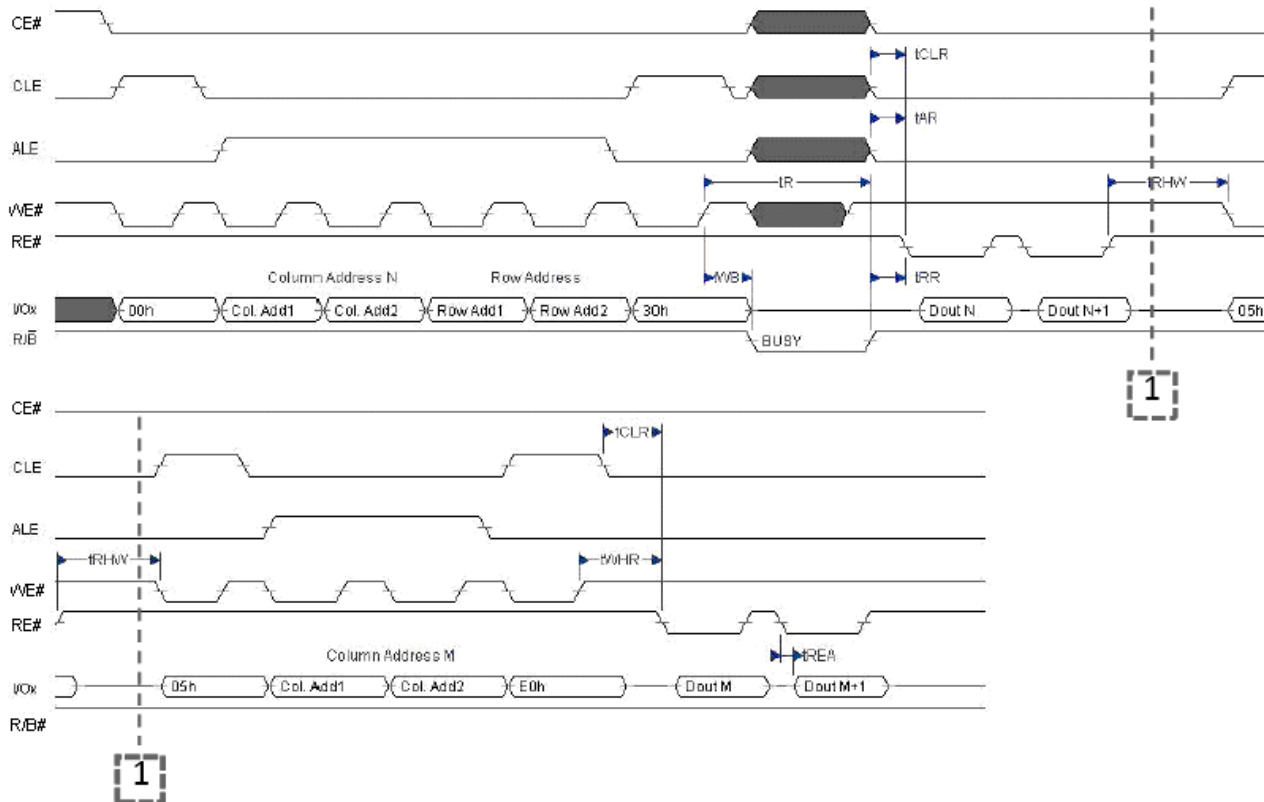 CE#
CLE tCLR
ALE tAR
WE# tR tRHW
RE#
Column Address N Row Address tWB tRR
I/Ox 00h Col. Add1 Col. Add2 Row Add1 Row Add2 30h Dout N Dout N+1 05h
R/B BUSY
1
CE#
CLE tCLR
ALE
tRHW tWHR
WE#
RE#
Column Address M tREA
I/Ox 05h Col. Add1 Col. Add2 E0h Dout M Dout M+1
R/B#
1